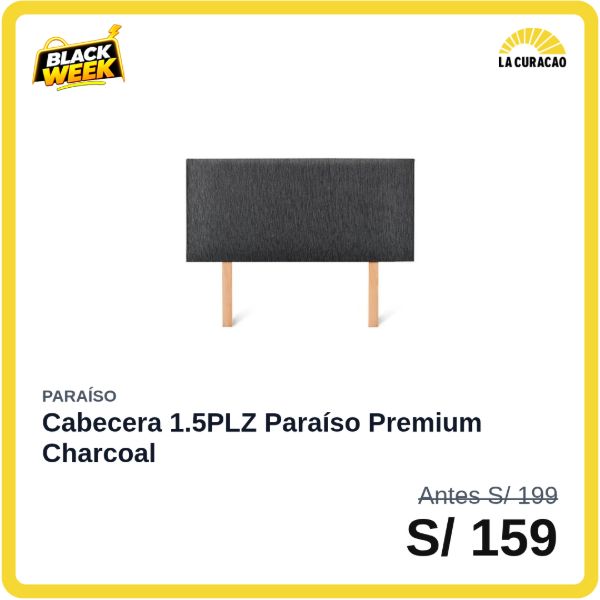 BLACK
WEEK
LA CURACAO
PARAÍSO
Cabecera 1.5PLZ Paraíso Premium
Charcoal
Antes S/ 199
S/ 159